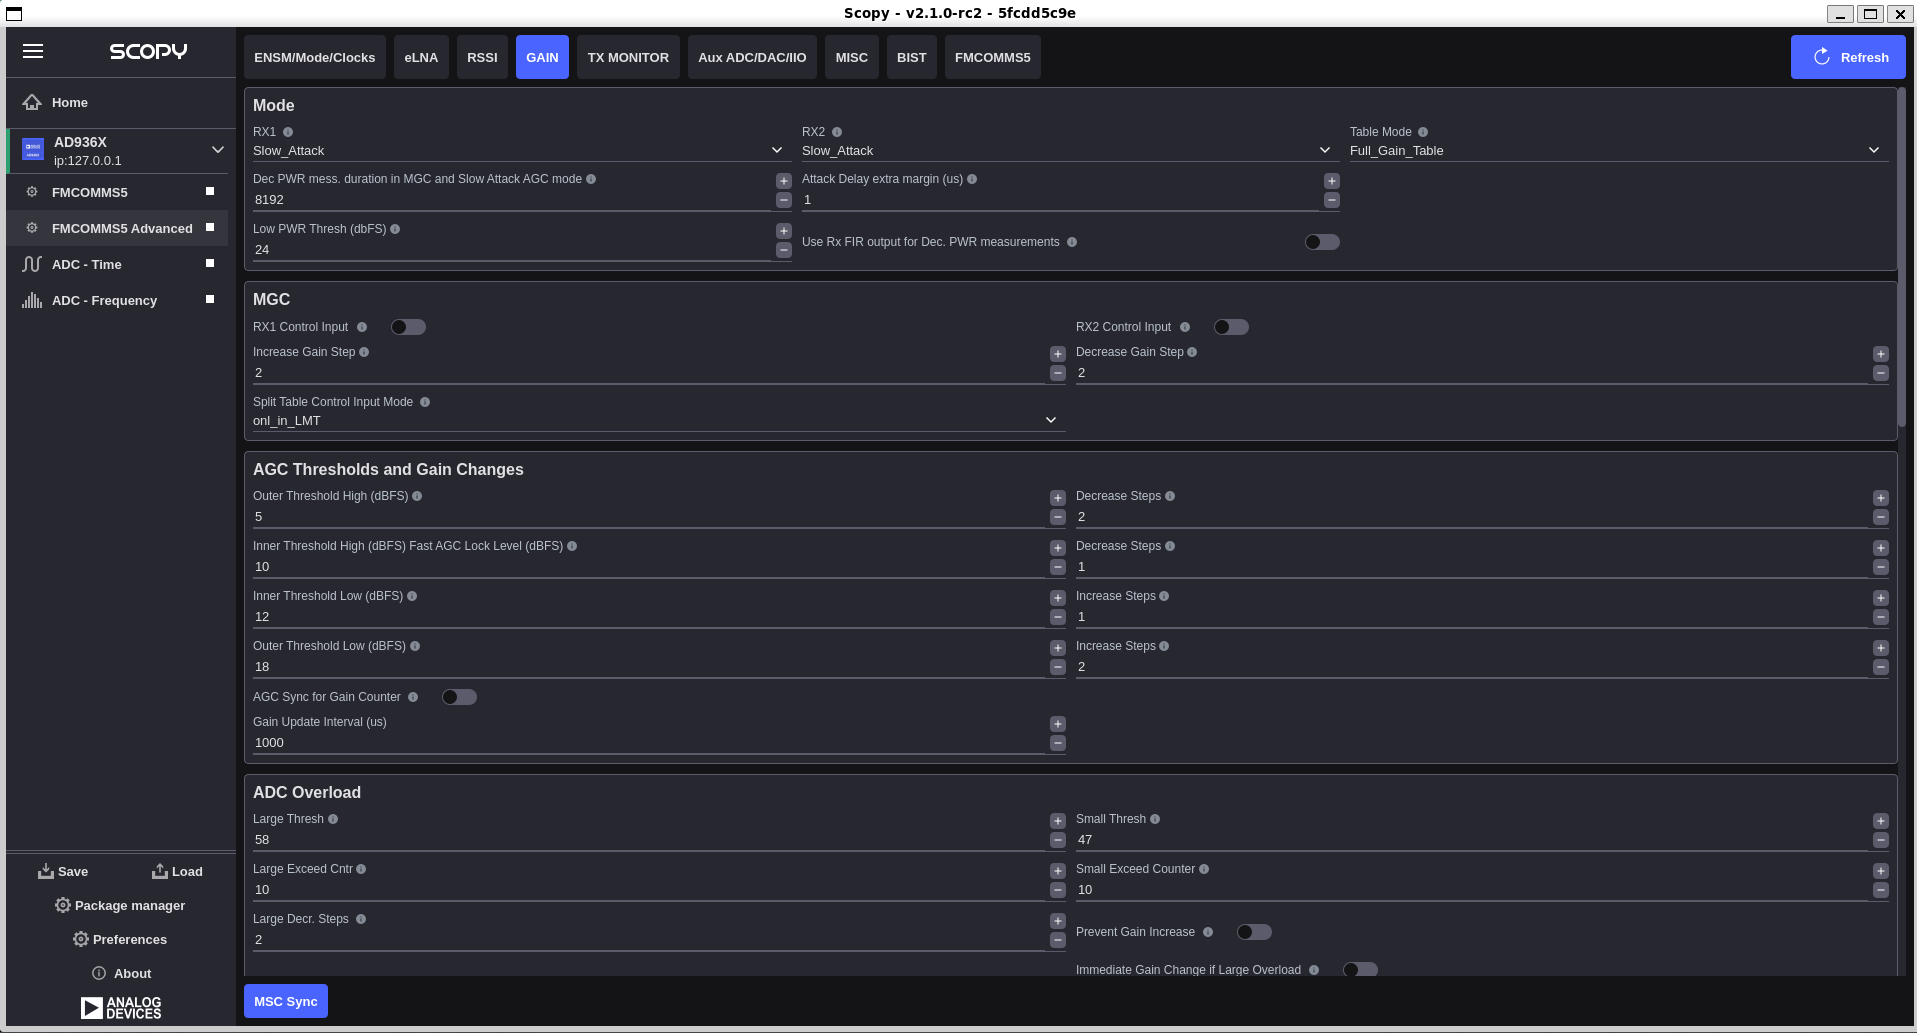 Scopy - v2.1.0-rc2 - 5fcdd5c9e
SCOPY
Home
AD936X
ip:127.0.0.1
FMCOMMS5
FMCOMMS5 Advanced
ADC - Time
ADC - Frequency
Save Load
Package manager
Preferences
About
ANALOG
DEVICES
ENSM/Mode/Clocks eLNA RSSI GAIN TX MONITOR Aux ADC/DAC/IIO MISC BIST FMCOMMS5 Refresh
Mode
RX1 RX2 Table Mode
Slow_Attack Slow_Attack Full_Gain_Table
Dec PWR mess. duration in MGC and Slow Attack AGC mode Attack Delay extra margin (us)
8192 1
Low PWR Thresh (dbFS)
24
Use Rx FIR output for Dec. PWR measurements
MGC
RX1 Control Input RX2 Control Input
Increase Gain Step Decrease Gain Step
2 2
Split Table Control Input Mode
onl_in_LMT
AGC Thresholds and Gain Changes
Outer Threshold High (dBFS) Decrease Steps
5 2
Inner Threshold High (dBFS) Fast AGC Lock Level (dBFS) Decrease Steps
10 1
Inner Threshold Low (dBFS) Increase Steps
12 1
Outer Threshold Low (dBFS) Increase Steps
18 2
AGC Sync for Gain Counter
Gain Update Interval (us)
1000
ADC Overload
Large Thresh Small Thresh
58 47
Large Exceed Cntr Small Exceed Counter
10 10
Large Decr. Steps
2
Prevent Gain Increase
Immediate Gain Change if Large Overload
MSC Sync